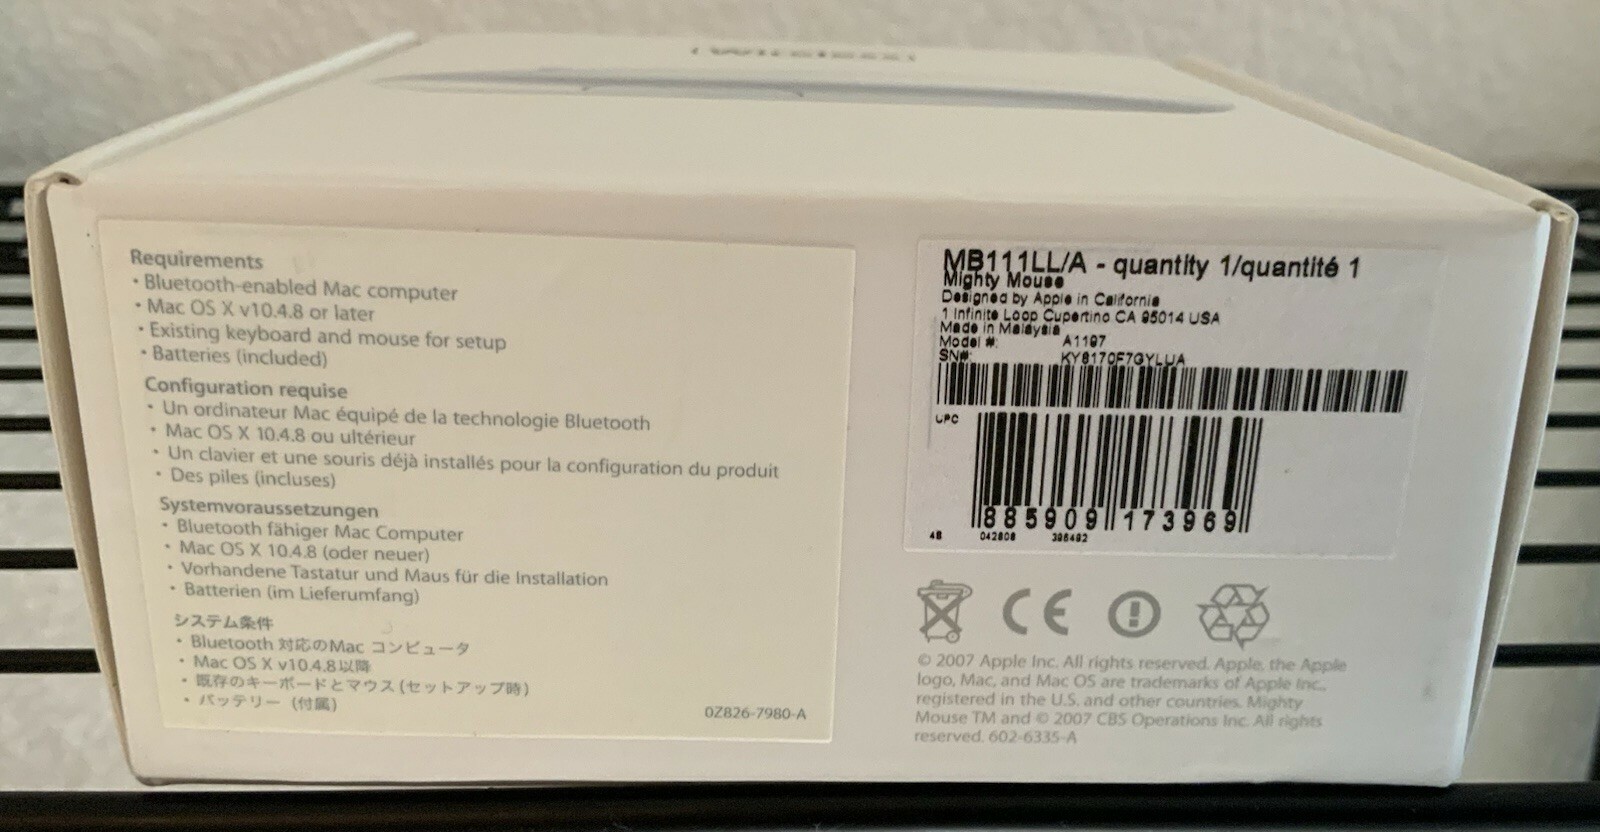 (Wireless)
Requirements
• Bluetooth-enabled Mac computer
• Mac OS X v10.4.8 or later
• Existing keyboard and mouse for setup
• Batteries (included)
Configuration requise
• Un ordinateur Mac équipé de la technologie Bluetooth
• Mac OS X 10.4.8 ou ultérieur
• Un clavier et une souris déjà installés pour la configuration du produit
• Des piles (incluses)
Systemvoraussetzungen
• Bluetooth fähiger Mac Computer
• Mac OS X 10.4.8 (oder neuer)
• Vorhandene Tastatur und Maus für die Installation
• Batterien (im Lieferumfang)
システム条件
• Bluetooth 対応のMac コンピュータ
• Mac OS X v10.4.8以降
• 既存のキーボードとマウス (セットアップ時)
• バッテリー (付属)
0Z826-7980-A
MB111LL/A - quantity 1/quantité 1
Mighty Mouse
Designed by Apple in California
1 Infinite Loop Cupertino CA 95014 USA
Made in Malaysia
Model #: A1197
SN#: KY8170F7GYLUA
UPC
885909 173969
4B 042808 396492
CE
© 2007 Apple Inc. All rights reserved. Apple, the Apple
logo, Mac, and Mac OS are trademarks of Apple Inc.,
registered in the U.S. and other countries. Mighty
Mouse TM and © 2007 CBS Operations Inc. All rights
reserved. 602-6335-A